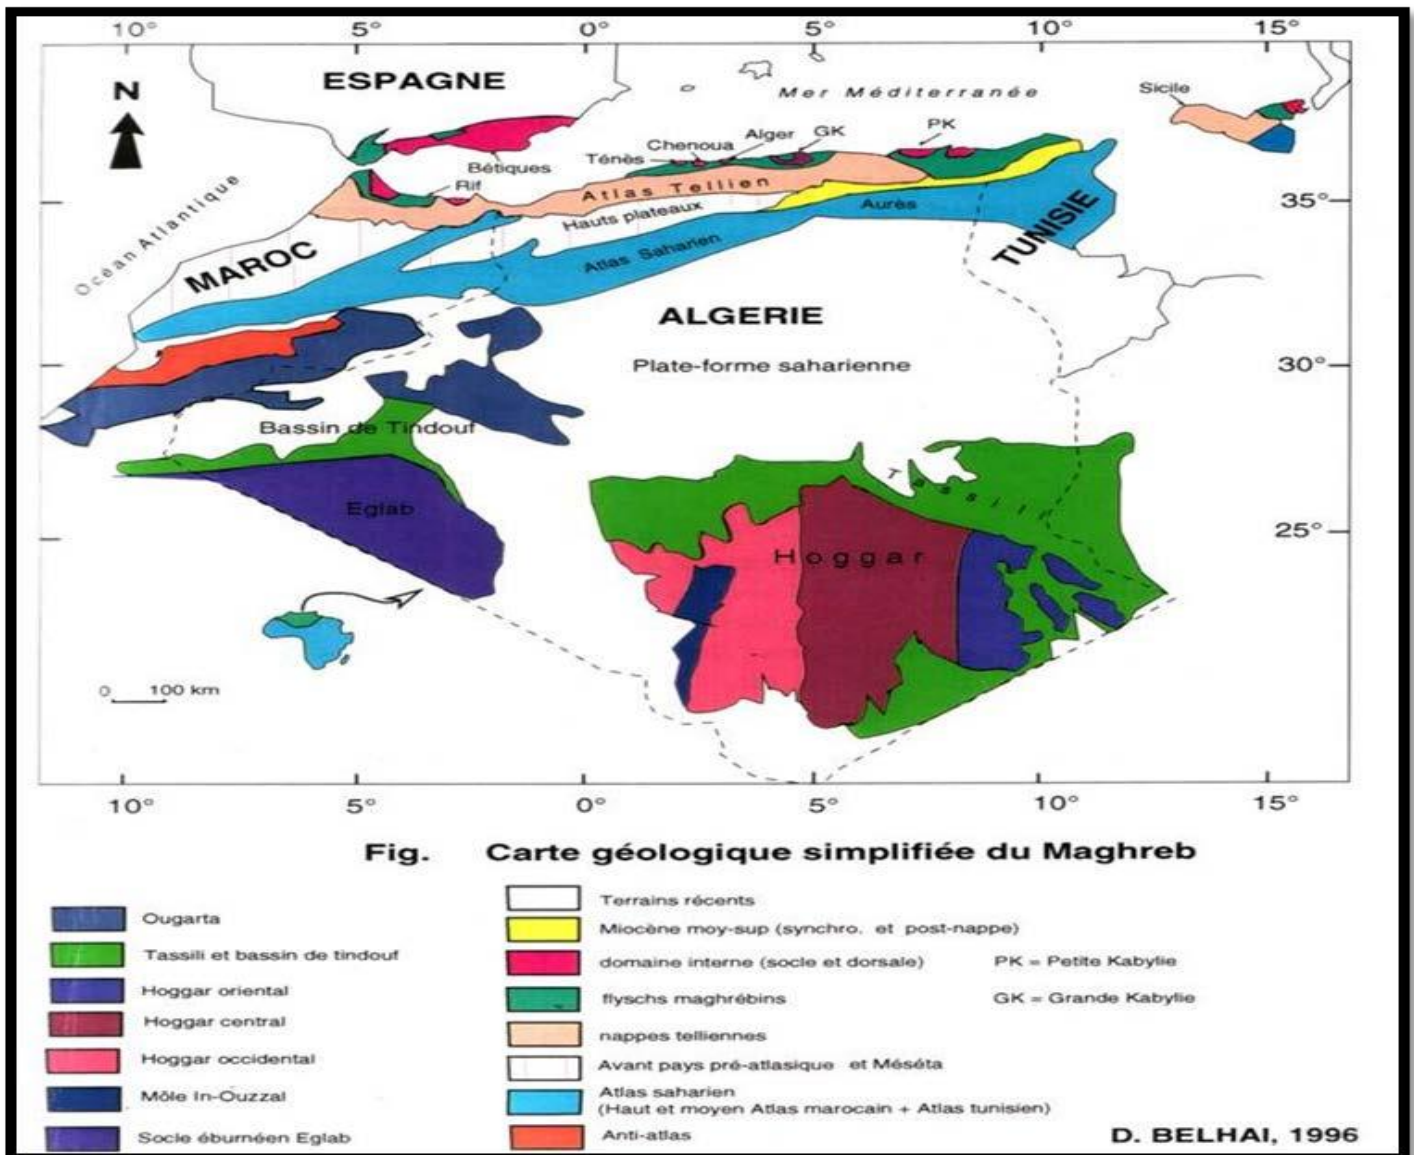 10° 5° 0° 5° 10° 15°
N
ESPAGNE
Mer Méditerranée
Sicile
Alger
GK
PK
Chenoua
Ténès
Bétiques
Rif
Atlas Tellien
Océan Atlantique
Hauts plateaux
Aurès
35°
MAROC
Atlas Saharien
TUNISIE
ALGERIE
Plate-forme saharienne
30°
Bassin de Tindouf
Tassili
Eglab
25°
Hoggar
0 100 km
10° 5° 0° 5° 10° 15°
Fig. Carte géologique simplifiée du Maghreb
Ougarta
Tassili et bassin de tindouf
Hoggar oriental
Hoggar central
Hoggar occidental
Môle In-Ouzzal
Socle éburnéen Eglab
Terrains récents
Miocène moy-sup (synchro. et post-nappe)
domaine interne (socle et dorsale)
flyschs maghrébins
nappes telliennes
Avant pays pré-atlasique et Méséta
Atlas saharien
(Haut et moyen Atlas marocain + Atlas tunisien)
Anti-atlas
PK = Petite Kabylie
GK = Grande Kabylie
D. BELHAI, 1996